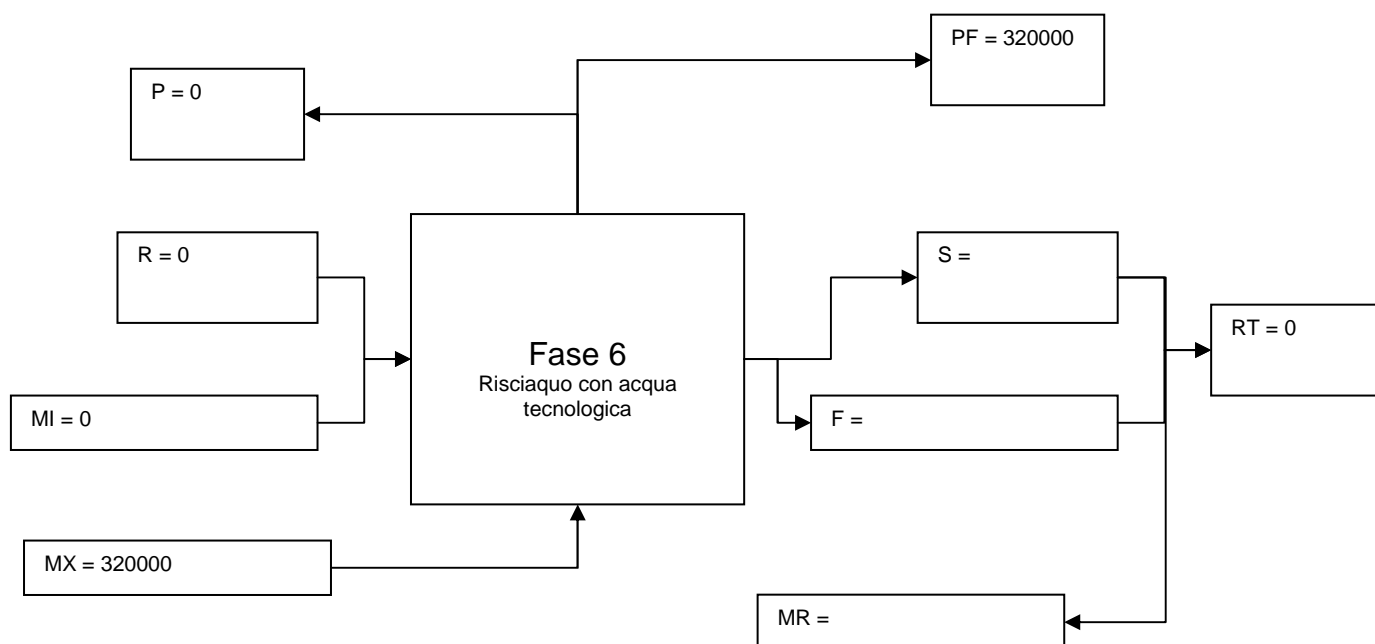 PF = 320000
P = 0
R = 0
S =
RT = 0
Fase 6
Risciaquo con acqua
tecnologica
MI = 0
F =
MX = 320000
MR =